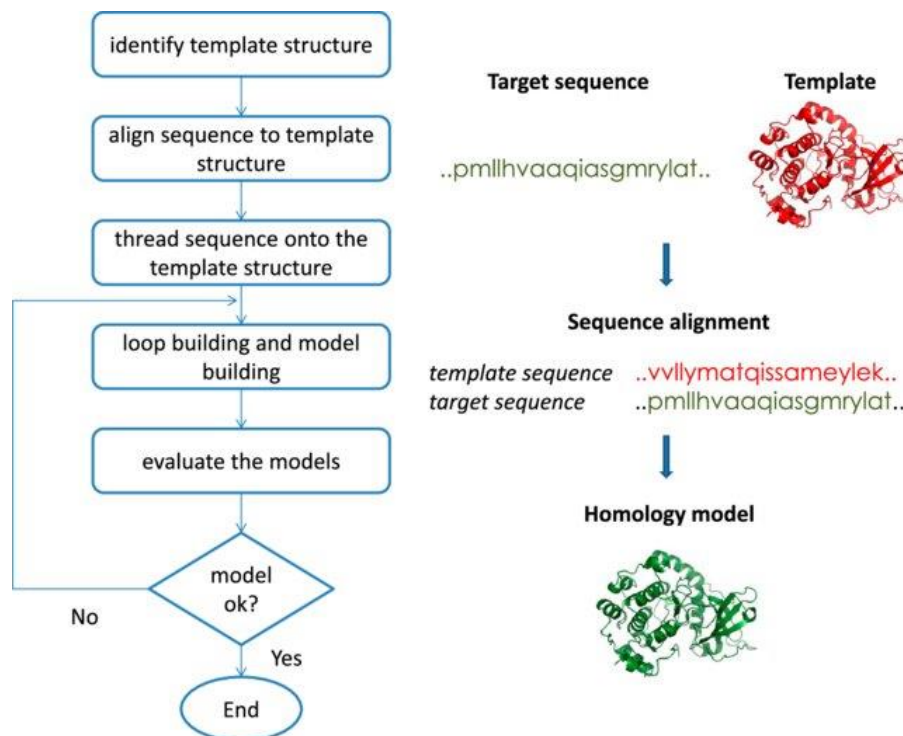 identify template structure
align sequence to template
structure
thread sequence onto the
template structure
loop building and model
building
evaluate the models
model
ok?
No
Yes
End
Target sequence
Template
..pmllhvaaqiasgmrylat..
Sequence alignment
template sequence ..vvllymatqissameylek..
target sequence ..pmllhvaaqiasgmrylat..
Homology model